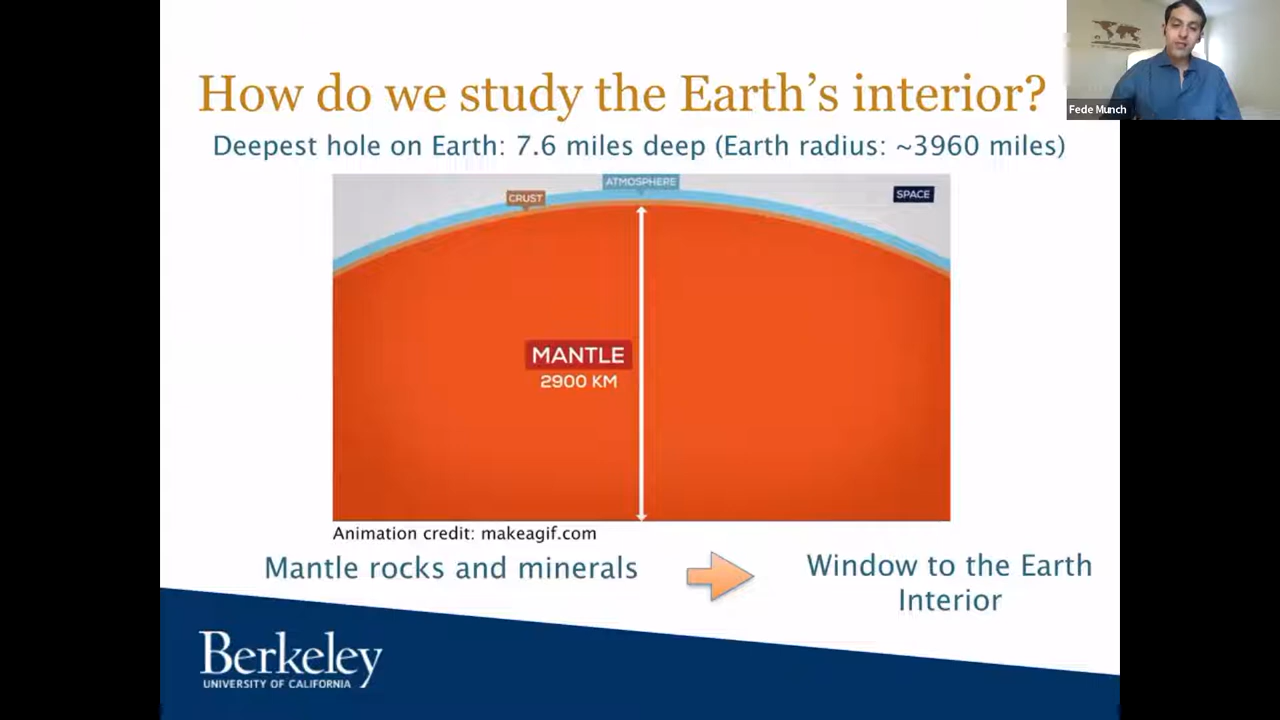 How do we study the Earth's interior?
Fede Munch
Deepest hole on Earth: 7.6 miles deep (Earth radius: ~3960 miles)
ATMOSPHERE
CRUST
SPACE
MANTLE
2900 KM
Animation credit: makeagif.com
Mantle rocks and minerals
Window to the Earth
Interior
Berkeley
UNIVERSITY OF CALIFORNIA